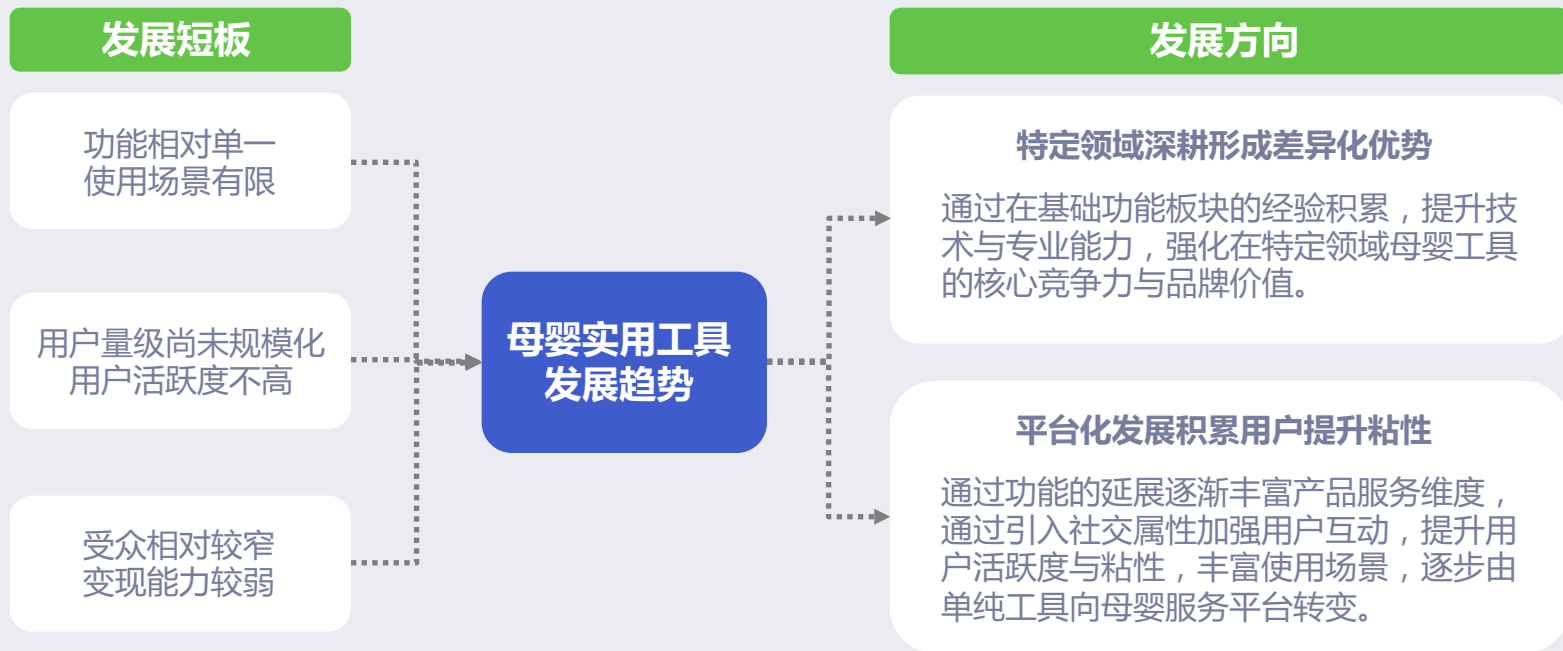 发展短板
功能相对单一
使用场景有限
用户量级尚未规模化
用户活跃度不高
受众相对较窄
变现能力较弱
母婴实用工具
发展趋势
发展方向
特定领域深耕形成差异化优势
通过在基础功能板块的经验积累，提升技
术与专业能力，强化在特定领域母婴工具
的核心竞争力与品牌价值。
平台化发展积累用户提升粘性
通过功能的延展逐渐丰富产品服务维度，
通过引入社交属性加强用户互动，提升用
户活跃度与粘性，丰富使用场景，逐步由
单纯工具向母婴服务平台转变。